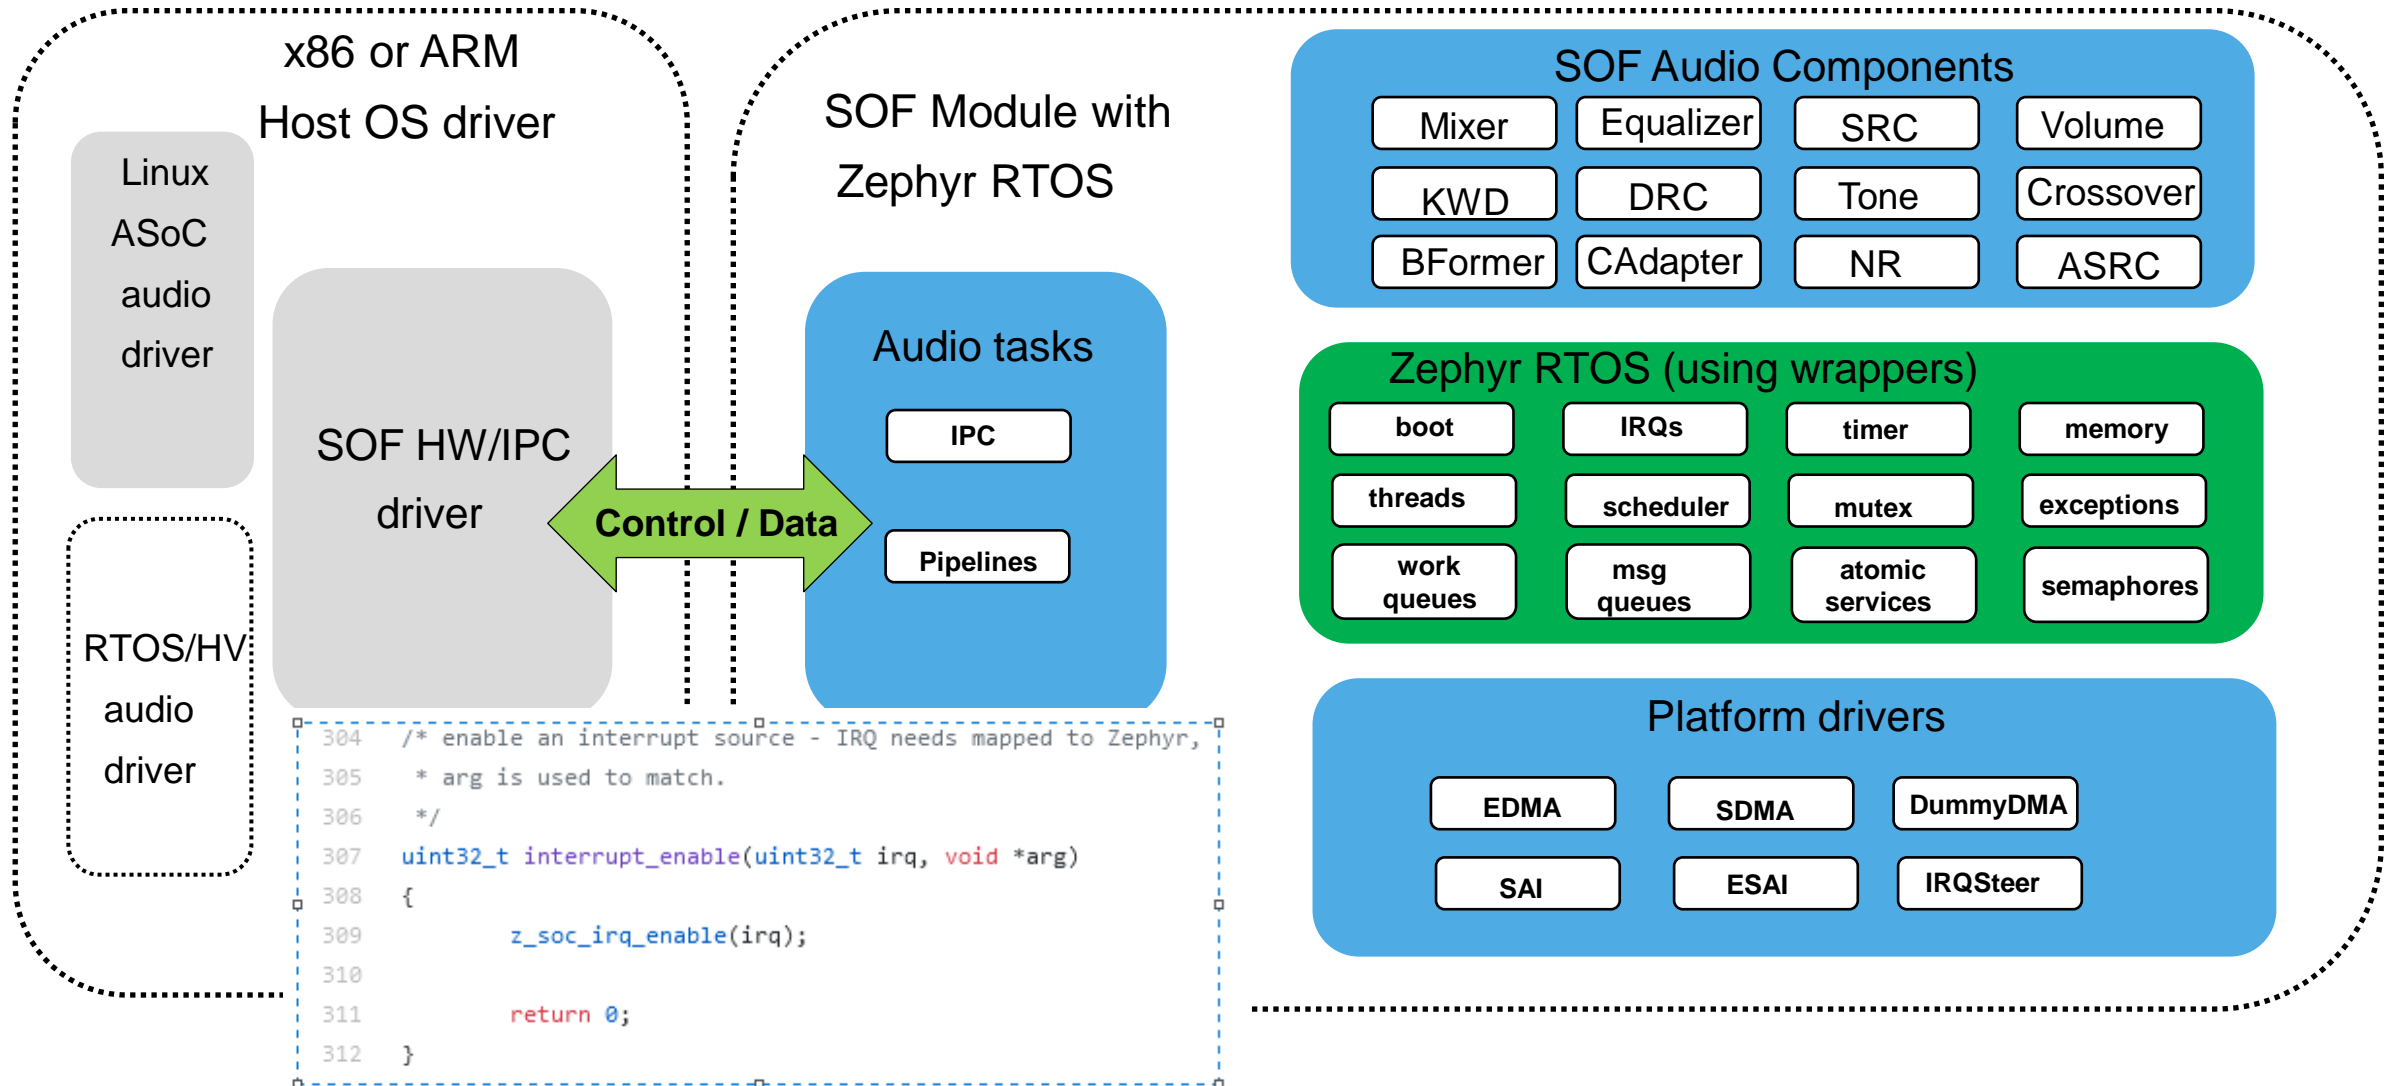 x86 or ARM
Host OS driver
Linux
ASoC
audio
driver
SOF HW/IPC
driver
RTOS/HV
audio
driver
Control / Data
SOF Module with
Zephyr RTOS
Audio tasks
IPC
Pipelines
SOF Audio Components
Mixer
Equalizer
SRC
Volume
KWD
DRC
Tone
Crossover
BFormer
CAdapter
NR
ASRC
Zephyr RTOS (using wrappers)
boot
IRQs
timer
memory
threads
scheduler
mutex
exceptions
work
queues
msg
queues
atomic
services
semaphores
Platform drivers
EDMA
SDMA
DummyDMA
SAI
ESAI
IRQSteer
304 /* enable an interrupt source - IRQ needs mapped to Zephyr,
305 * arg is used to match.
306 */
307 uint32_t interrupt_enable(uint32_t irq, void *arg)
308 {
309 z_soc_irq_enable(irq);
310
311 return 0;
312 }